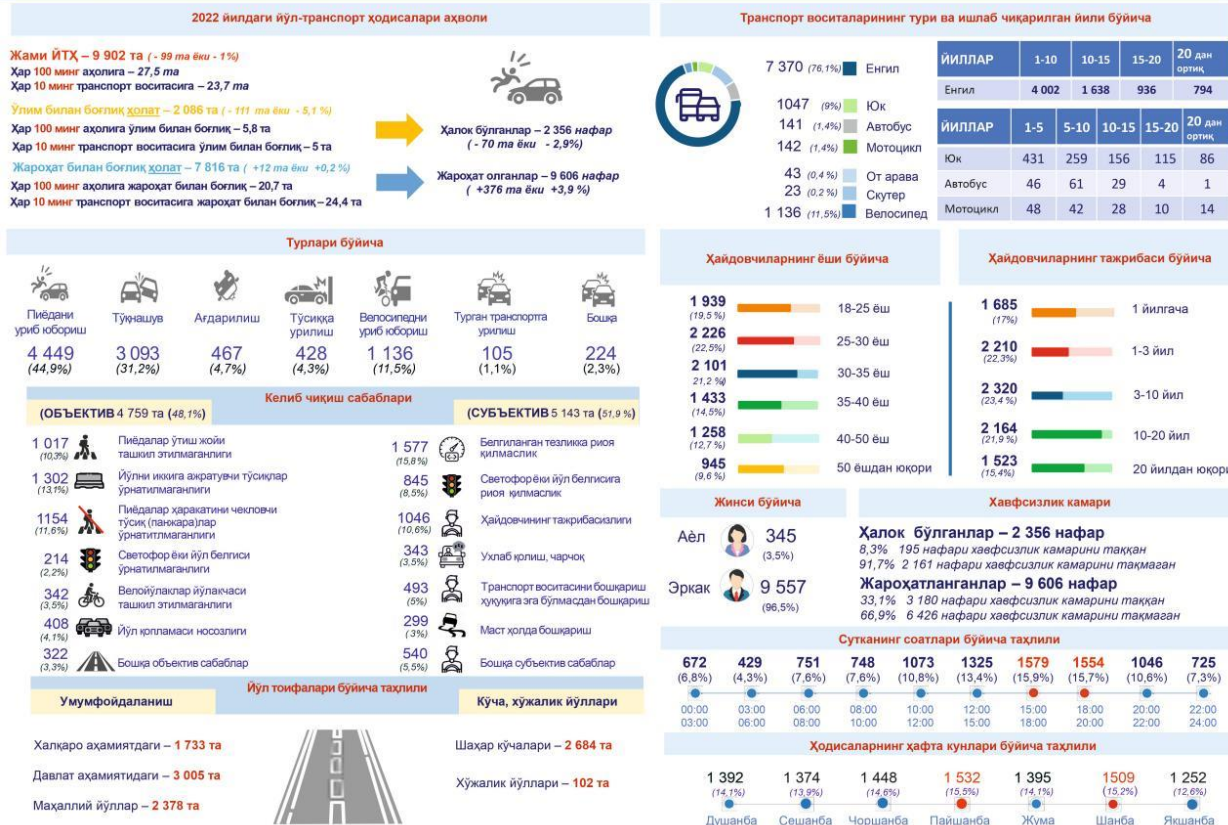 2022 йилдаги йўл-транспорт ҳодисалари аҳволи
Жами ЙТҲ – 9 902 та ( - 99 та ёки - 1%)
Ҳар 100 минг аҳолига – 27,5 та
Ҳар 10 минг транспорт воситасига – 23,7 та
Ўлим билан боғлиқ ҳолат – 2 086 та ( - 111 та ёки - 5,1 %)
Ҳар 100 минг аҳолига ўлим билан боғлиқ – 5,8 та
Ҳар 10 минг транспорт воситасига ўлим билан боғлиқ – 5 та
Жароҳат билан боғлиқ ҳолат – 7 816 та ( +12 та ёки +0,2 %)
Ҳар 100 минг аҳолига жароҳат билан боғлиқ – 20,7 та
Ҳар 10 минг транспорт воситасига жароҳат билан боғлиқ – 24,4 та
Ҳалок бўлганлар – 2 356 нафар
( - 70 та ёки - 2,9%)
Жароҳат олганлар – 9 606 нафар
( +376 та ёки +3,9 %)
Турлари бўйича
Пиёдани уриб юбориш
4 449
(44,9%)
Тўқнашув
3 093
(31,2%)
Ағдарилиш
467
(4,7%)
Тўсиққа урилиш
428
(4,3%)
Велосипедни уриб юбориш
1 136
(11,5%)
Турган транспортга урилиш
105
(1,1%)
Бошқа
224
(2,3%)
Келиб чиқиш сабаблари
(ОБЪЕКТИВ 4 759 та (48,1%)
1 017 (10,3%)
Пиёдалар ўтиш жойи
ташкил этилмаганлиги
1 302 (13,1%)
Йўлни иккига ажратувчи тўсиқлар
ўрнатилмаганлиги
1154 (11,6%)
Пиёдалар ҳаракатини чекловчи
тўсиқ (панжара)лар
ўрнатитлмаганлиги
214 (2,2%)
Светофор ёки йўл белгиси
ўрнатилмаганлиги
342 (3,5%)
Велойўлаклар йўлакчаси
ташкил этилмаганлиги
408 (4,1%)
Йўл қопламаси носозлиги
322 (3,3%)
Бошқа объектив сабаблар
(СУБЪЕКТИВ 5 143 та (51,9 %)
1 577 (15,8%)
Белгиланган тезликка риоя
қилмаслик
845 (8,5%)
Светофор ёки йўл белгисига
риоя қилмаслик
1046 (10,6%)
Ҳайдовчининг тажрибасизлиги
343 (3,5%)
Ухлаб қолиш, чарчоқ
493 (5%)
Транспорт воситасини бошқариш
ҳуқуқига эга бўлмасдан бошқариш
299 ( 3%)
Маст ҳолда бошқариш
540 (5,5%)
Бошқа субъектив сабаблар
Йўл тоифалари бўйича таҳлили
Умумфойдаланиш
Халқаро аҳамиятдаги – 1 733 та
Давлат аҳамиятидаги – 3 005 та
Маҳаллий йўллар – 2 378 та
Кўча, хўжалик йўллари
Шаҳар кўчалари – 2 684 та
Хўжалик йўллари – 102 та
Транспорт воситаларининг тури ва ишлаб чиқарилган йили бўйича
7 370 (76,1%) Енгил
1047 (9%) Юк
141 (1,4%) Автобус
142 (1,4%) Мотоцикл
43 (0,4 %) От арава
23 (0,2 %) Скутер
1 136 (11,5%) Велосипед
ЙИЛЛАР 1-10 10-15 15-20 20 дан ортиқ
Енгил 4 002 1 638 936 794
ЙИЛЛАР 1-5 5-10 10-15 15-20 20 дан ортиқ
Юк 431 259 156 115 86
Автобус 46 61 29 4 1
Мотоцикл 48 42 28 10 14
Ҳайдовчиларнинг ёши бўйича
1 939 (19,5 %) 18-25 ёш
2 226 (22,5%) 25-30 ёш
2 101 21,2 %) 30-35 ёш
1 433 (14,5%) 35-40 ёш
1 258 (12,7 %) 40-50 ёш
945 (9,6 %) 50 ёшдан юқори
Ҳайдовчиларнинг тажрибаси бўйича
1 685 (17%) 1 йилгача
2 210 (22,3%) 1-3 йил
2 320 (23,4 %) 3-10 йил
2 164 (21,9 %) 10-20 йил
1 523 (15,4%) 20 йилдан юқори
Жинси бўйича
Аёл 345 (3,5%)
Эркак 9 557 (96,5%)
Хавфсизлик камари
Ҳалок бўлганлар – 2 356 нафар
8,3% 195 нафари хавфсизлик камарини таққан
91,7% 2 161 нафари хавфсизлик камарини тақмаган
Жароҳатланганлар – 9 606 нафар
33,1% 3 180 нафари хавфсизлик камарини таққан
66,9% 6 426 нафари хавфсизлик камарини тақмаган
Сутканинг соатлари бўйича таҳлили
672 429 751 748 1073 1325 1579 1554 1046 725
(6,8%) (4,3%) (7,6%) (7,6%) (10,8%) (13,4%) (15,9%) (15,7%) (10,6%) (7,3%)
00:00 03:00 06:00 08:00 10:00 12:00 15:00 18:00 20:00 22:00
03:00 06:00 08:00 10:00 12:00 15:00 18:00 20:00 22:00 24:00
Ҳодисаларнинг ҳафта кунлари бўйича таҳлили
1 392 1 374 1 448 1 532 1 395 1509 1 252
(14,1%) (13,9%) (14,6%) (15,5%) (14,1%) (15,2%) (12,6%)
Душанба Сешанба Чоршанба Пайшанба Жума Шанба Якшанба